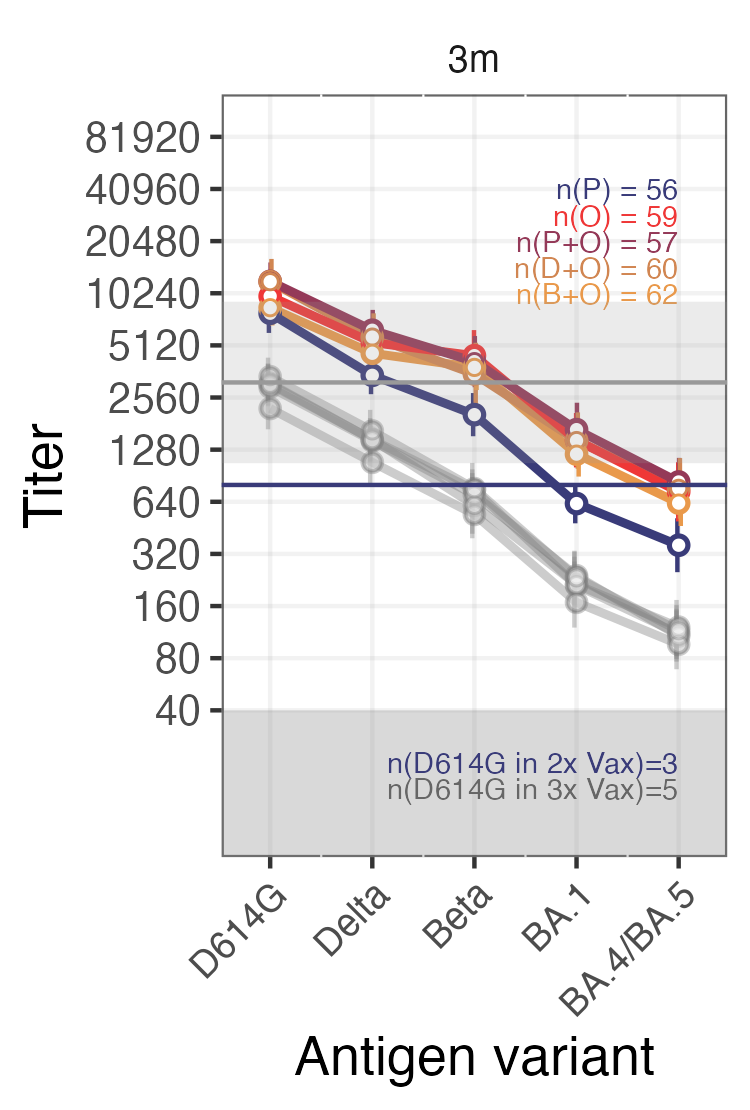 3m
81920
40960
20480
10240
5120
2560
1280
640
320
160
80
40
Titer
n(P) = 56
n(O) = 59
n(P+O) = 57
n(D+O) = 60
n(B+O) = 62
n(D614G in 2x Vax)=3
n(D614G in 3x Vax)=5
D614G
Delta
Beta
BA.1
BA.4/BA.5
Antigen variant